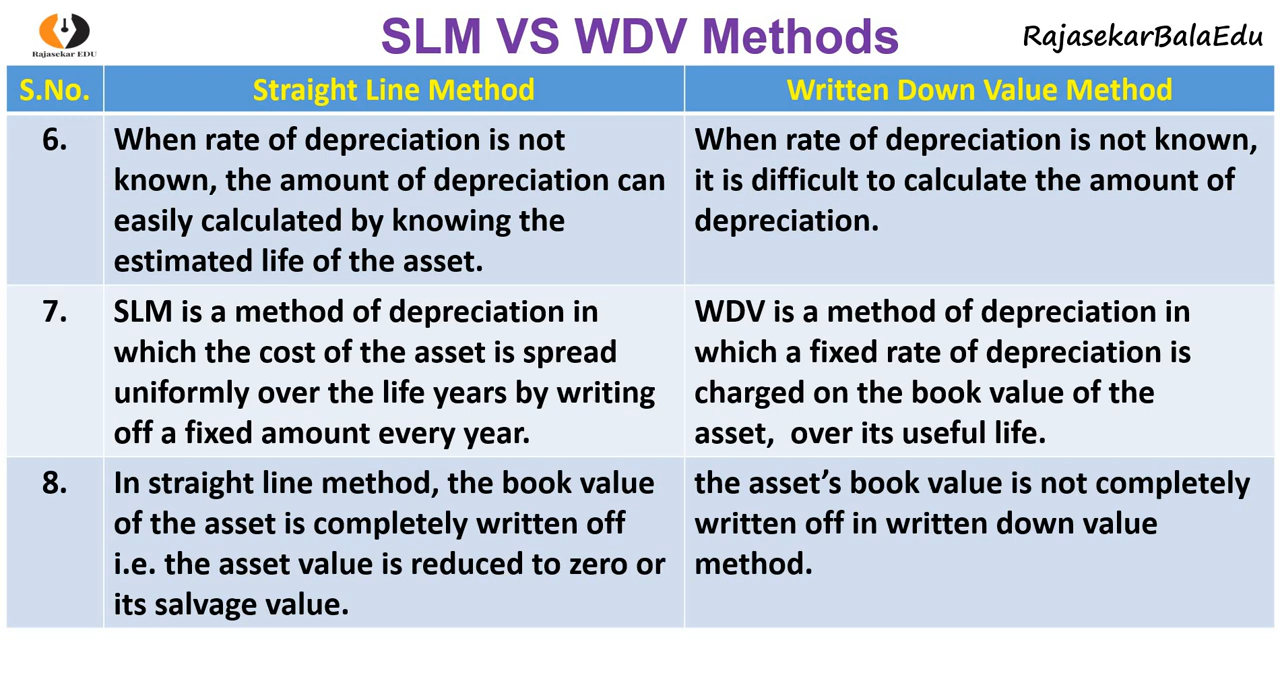 Rajasekar EDU
SLM VS WDV Methods
RajasekarBalaEdu
S.No.
Straight Line Method
Written Down Value Method
6.
When rate of depreciation is not
known, the amount of depreciation can
easily calculated by knowing the
estimated life of the asset.
When rate of depreciation is not known,
it is difficult to calculate the amount of
depreciation.
7.
SLM is a method of depreciation in
which the cost of the asset is spread
uniformly over the life years by writing
off a fixed amount every year.
WDV is a method of depreciation in
which a fixed rate of depreciation is
charged on the book value of the
asset,  over its useful life.
8.
In straight line method, the book value
of the asset is completely written off
i.e. the asset value is reduced to zero or
its salvage value.
the asset’s book value is not completely
written off in written down value
method.